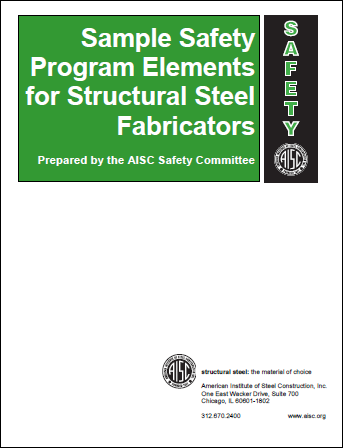 Sample Safety
Program Elements
for Structural Steel
Fabricators
Prepared by the AISC Safety Committee
SAFETY
AISC
AISC
structural steel: the material of choice
American Institute of Steel Construction, Inc.
One East Wacker Drive, Suite 700
Chicago, IL 60601-1802
312.670.2400 www.aisc.org